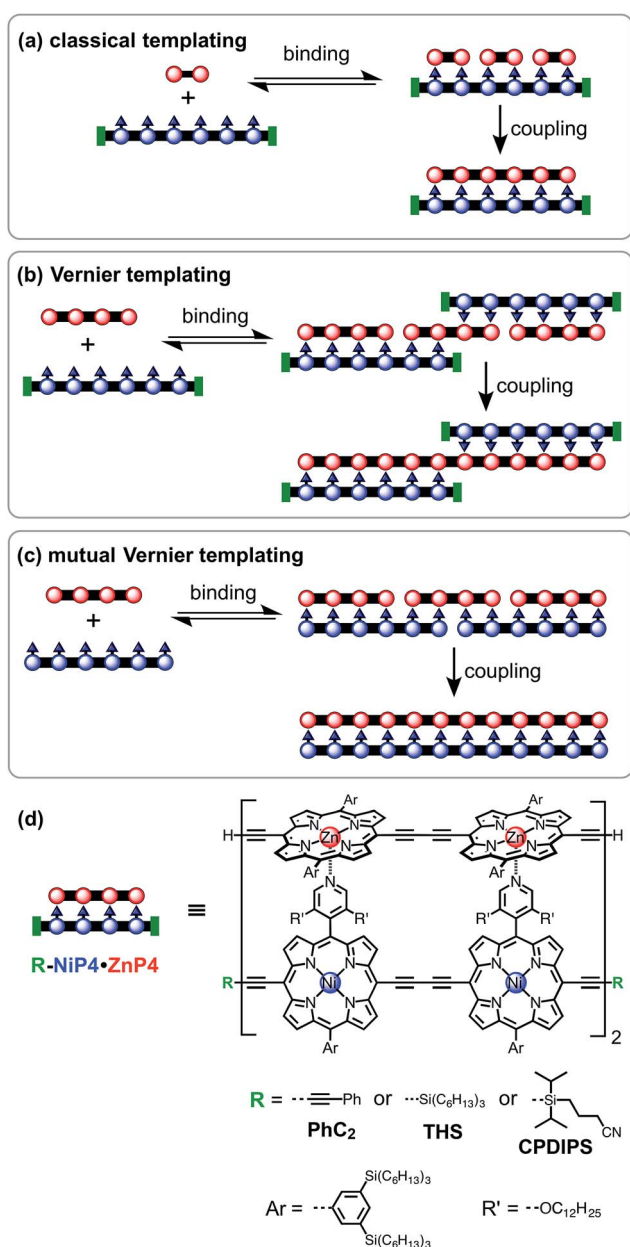 (a) classical templating
binding
+
coupling
(b) Vernier templating
binding
+
coupling
(c) mutual Vernier templating
binding
+
coupling
(d)
Ar Ar
N N N N
H Zn Zn H
N N N N
Ar Ar
N N
R' R' R' R'
≡
R-NiP4•ZnP4
N N N N
R Ni Ni R
N N N N
Ar Ar
2
R = Ph or Si(C6H13)3 or Si
CN
PhC2 THS CPDIPS
Si(C6H13)3
Ar = R' = OC12H25
Si(C6H13)3